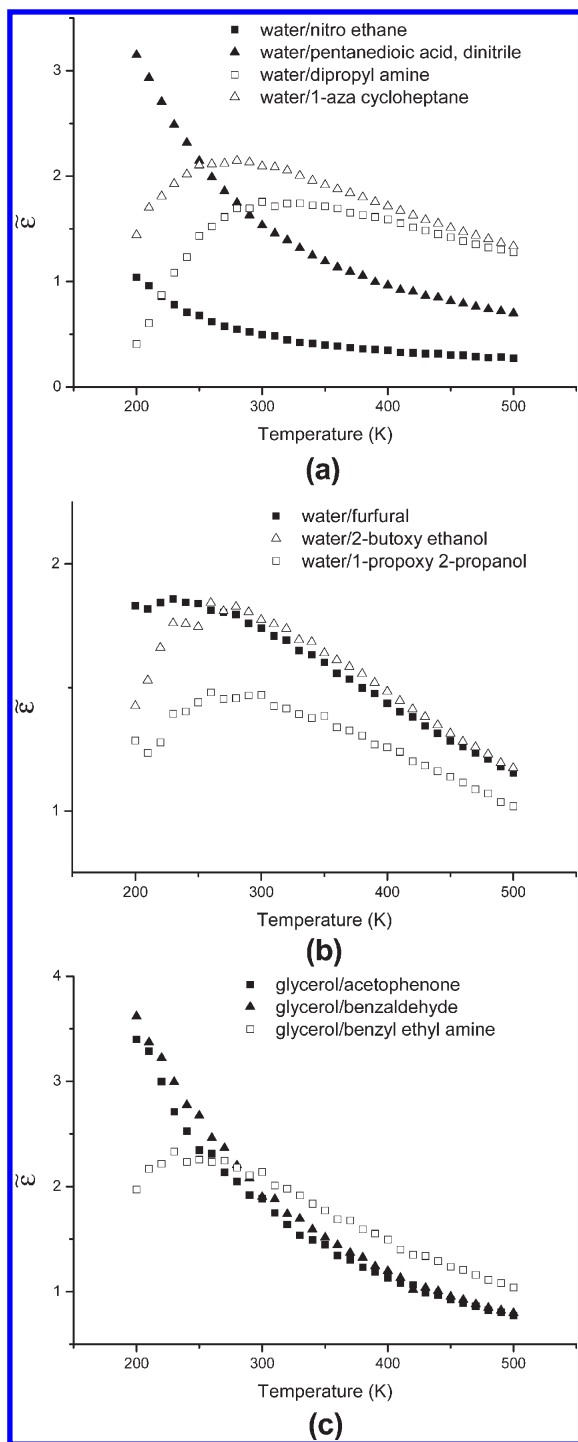 water/nitro ethane
water/pentanedioic acid, dinitrile
water/dipropyl amine
water/1-aza cycloheptane
3
2
1
0
ε̃
200 300 400 500
Temperature (K)
(a)
water/furfural
water/2-butoxy ethanol
water/1-propoxy 2-propanol
2
1
ε̃
200 300 400 500
Temperature (K)
(b)
glycerol/acetophenone
glycerol/benzaldehyde
glycerol/benzyl ethyl amine
4
3
2
1
ε̃
200 300 400 500
Temperature (K)
(c)